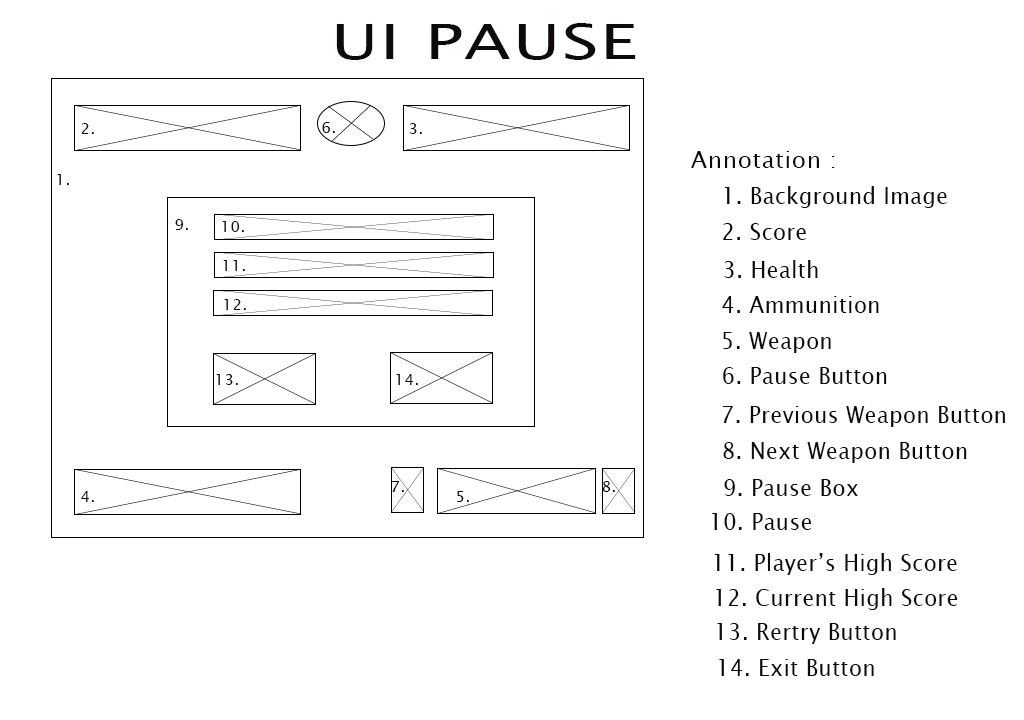 UI PAUSE
2.
6.
3.
1.
9.
10.
11.
12.
13.
14.
4.
7.
5.
8.
Annotation :
1. Background Image
2. Score
3. Health
4. Ammunition
5. Weapon
6. Pause Button
7. Previous Weapon Button
8. Next Weapon Button
9. Pause Box
10. Pause
11. Player’s High Score
12. Current High Score
13. Rertry Button
14. Exit Button